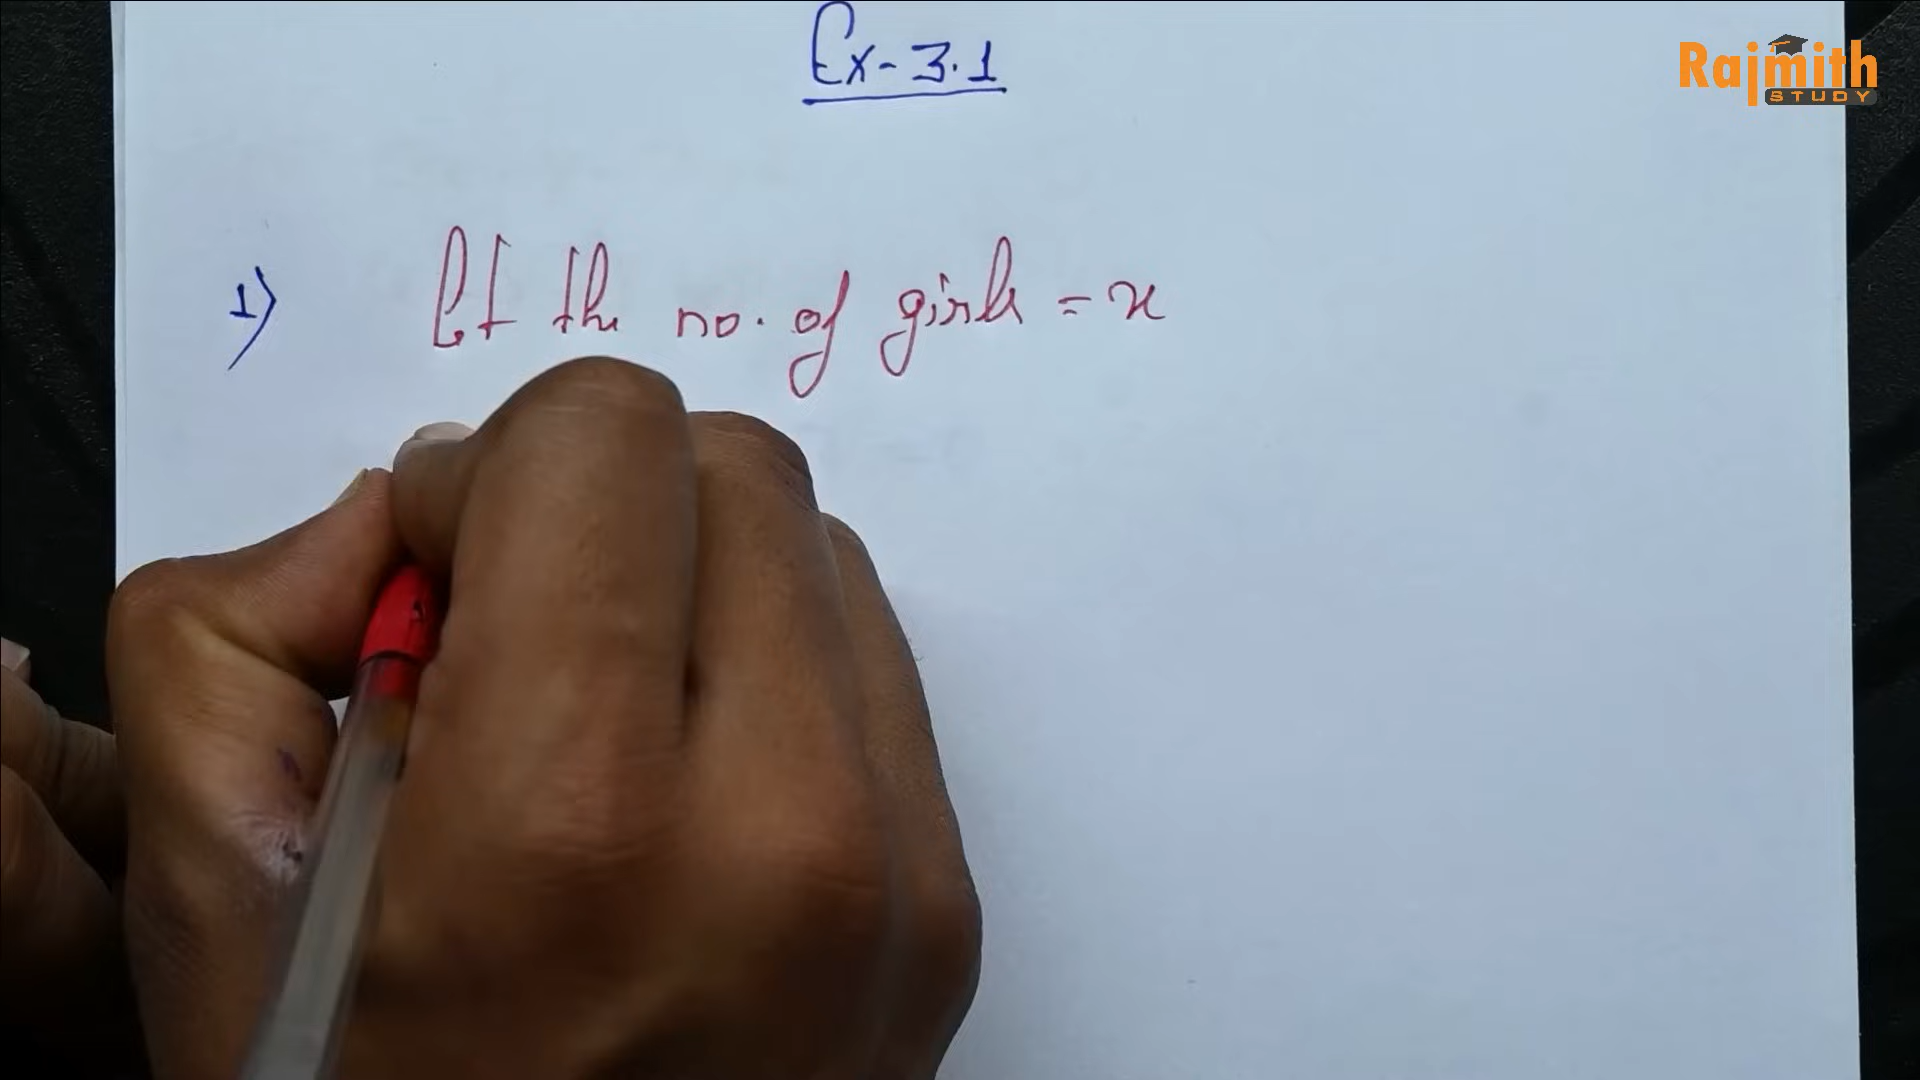 Ex-3.1
Rajmith
STUDY
1) Let the no. of girls = x